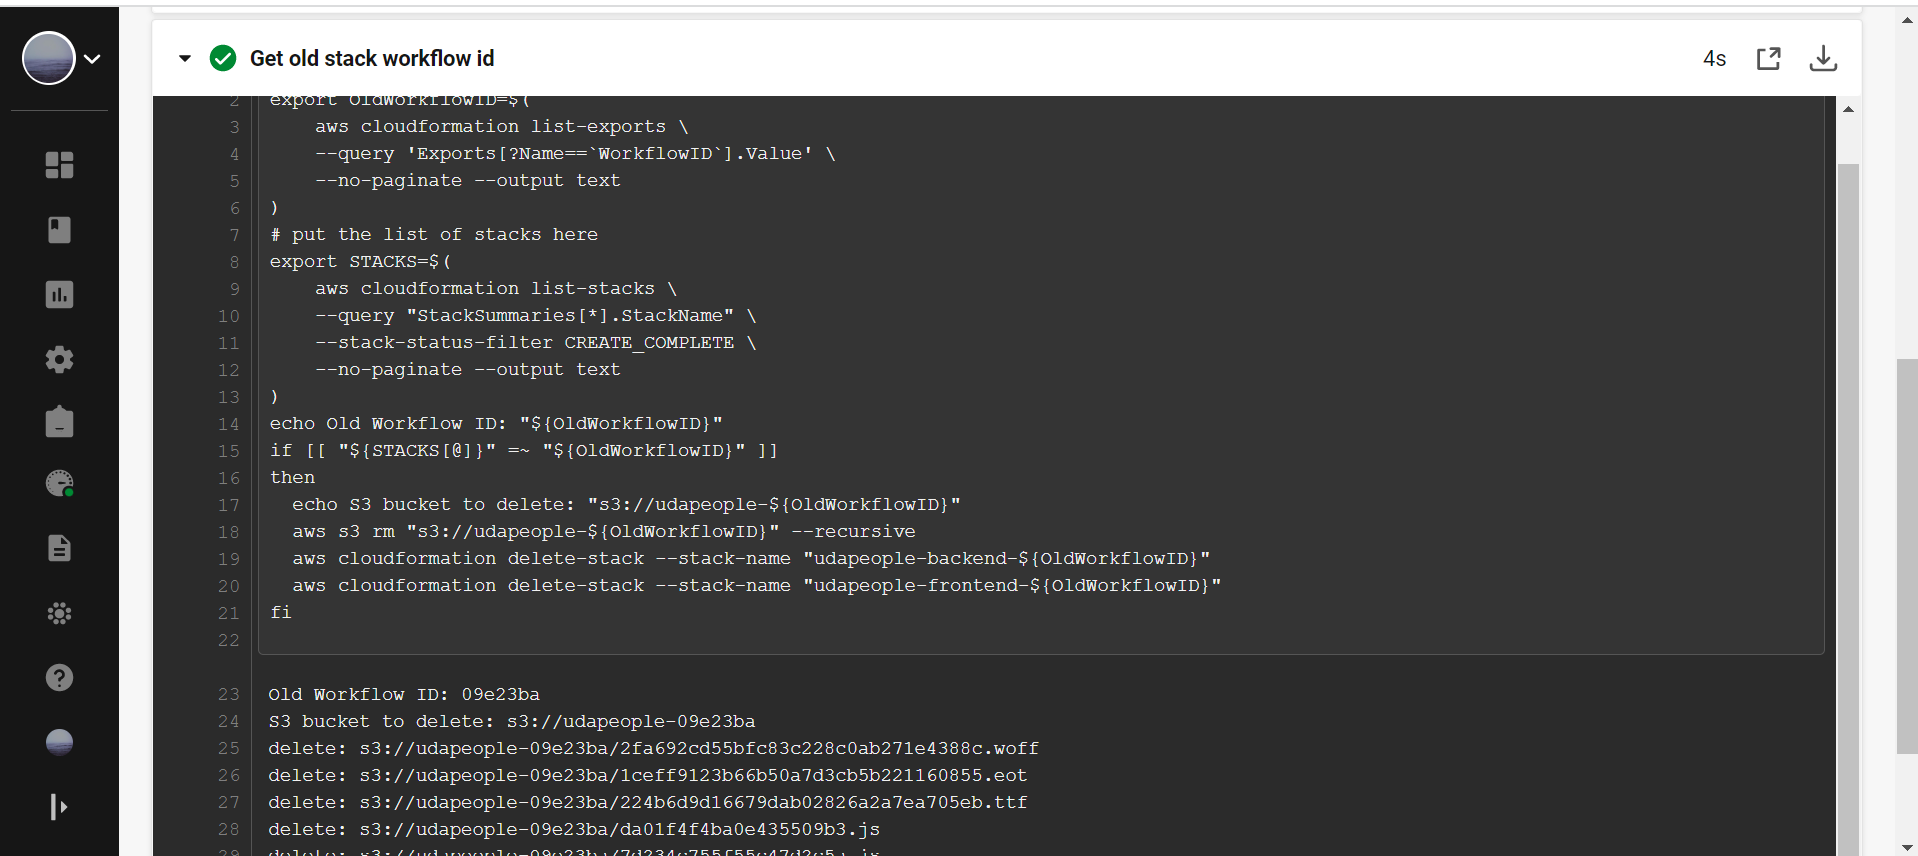 Get old stack workflow id
4s
2 export OldWorkflowID=$(
3 aws cloudformation list-exports \
4 --query 'Exports[?Name==`WorkflowID`].Value' \
5 --no-paginate --output text
6 )
7 # put the list of stacks here
8 export STACKS=$(
9 aws cloudformation list-stacks \
10 --query "StackSummaries[*].StackName" \
11 --stack-status-filter CREATE_COMPLETE \
12 --no-paginate --output text
13 )
14 echo Old Workflow ID: "${OldWorkflowID}"
15 if [[ "${STACKS[@]}" =~ "${OldWorkflowID}" ]]
16 then
17 echo S3 bucket to delete: "s3://udapeople-${OldWorkflowID}"
18 aws s3 rm "s3://udapeople-${OldWorkflowID}" --recursive
19 aws cloudformation delete-stack --stack-name "udapeople-backend-${OldWorkflowID}"
20 aws cloudformation delete-stack --stack-name "udapeople-frontend-${OldWorkflowID}"
21 fi
22
23 Old Workflow ID: 09e23ba
24 S3 bucket to delete: s3://udapeople-09e23ba
25 delete: s3://udapeople-09e23ba/2fa692cd55bfc83c228c0ab271e4388c.woff
26 delete: s3://udapeople-09e23ba/1ceff9123b66b50a7d3cb5b221160855.eot
27 delete: s3://udapeople-09e23ba/224b6d9d16679dab02826a2a7ea705eb.ttf
28 delete: s3://udapeople-09e23ba/da01f4f4ba0e435509b3.js
29 delete: